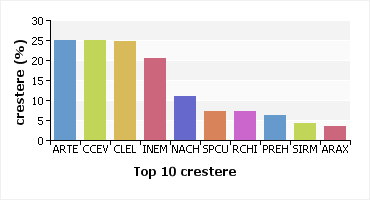 crestere (%)
30
25
20
15
10
5
0
ARTE CCEV CLEL INEM NACH SPCU RCHI PREH SIRM ARAX
Top 10 crestere